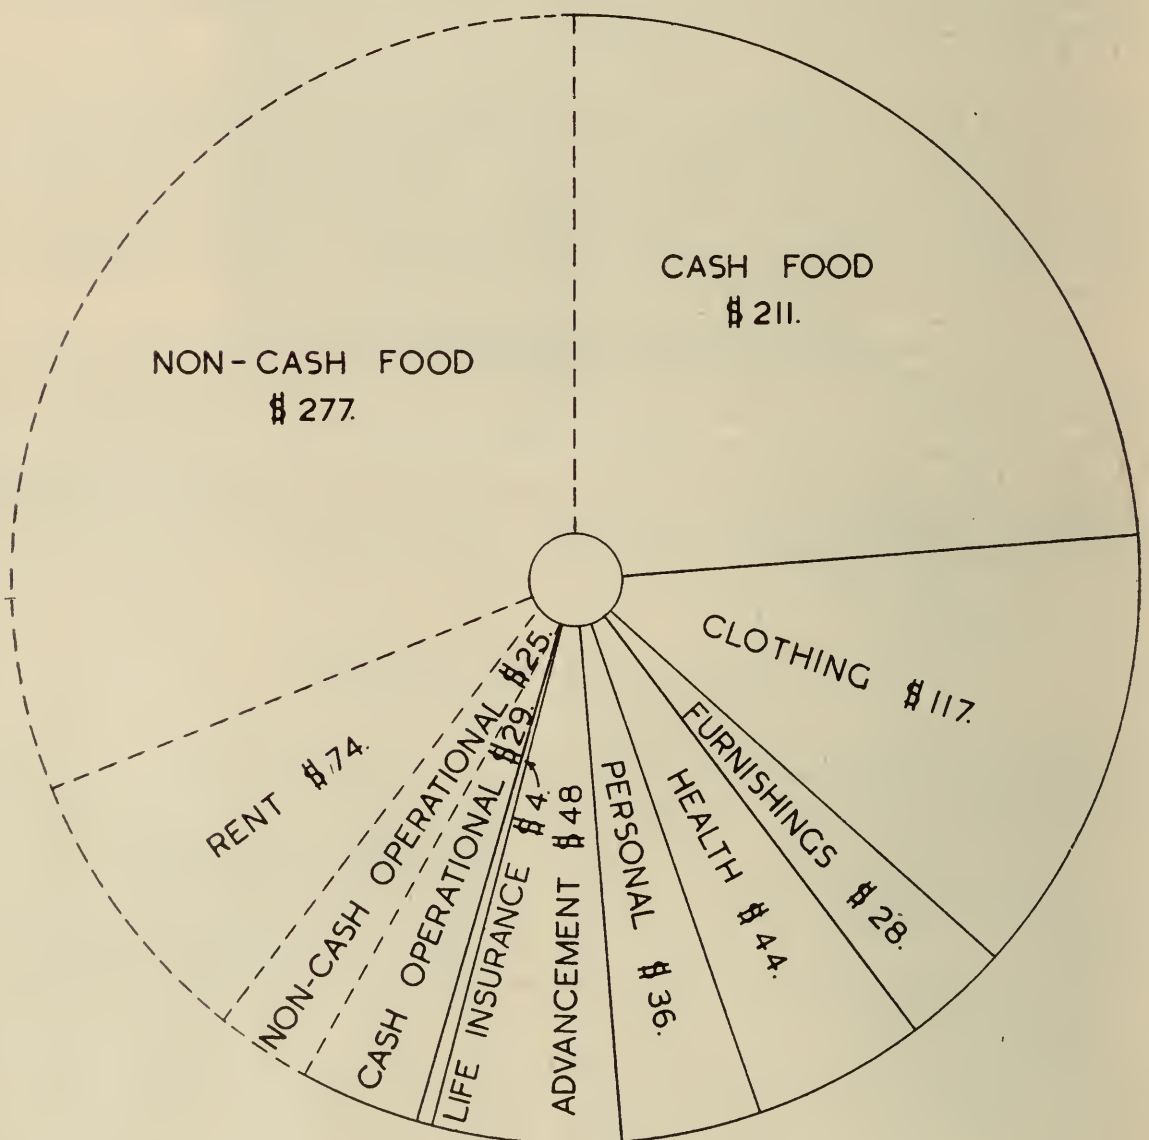 CASH FOOD
$ 211.
NON-CASH FOOD
$ 277.
CLOTHING $ 117.
FURNISHINGS $ 28.
HEALTH $ 44.
PERSONAL $ 36.
ADVANCEMENT $ 48
LIFE INSURANCE $ 4.
CASH OPERATIONAL $ 29.
NON-CASH OPERATIONAL $ 25.
RENT $ 74.